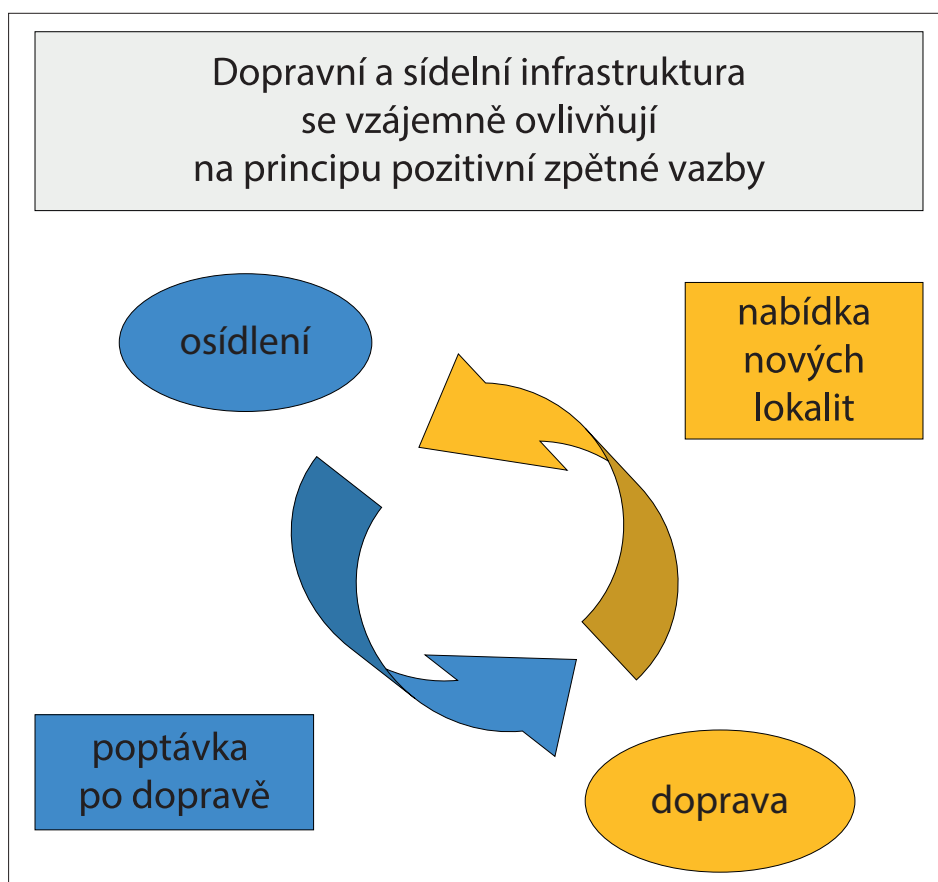 Dopravní a sídelní infrastruktura
se vzájemně ovlivňují
na principu pozitivní zpětné vazby
osídlení
nabídka
nových
lokalit
poptávka
po dopravě
doprava